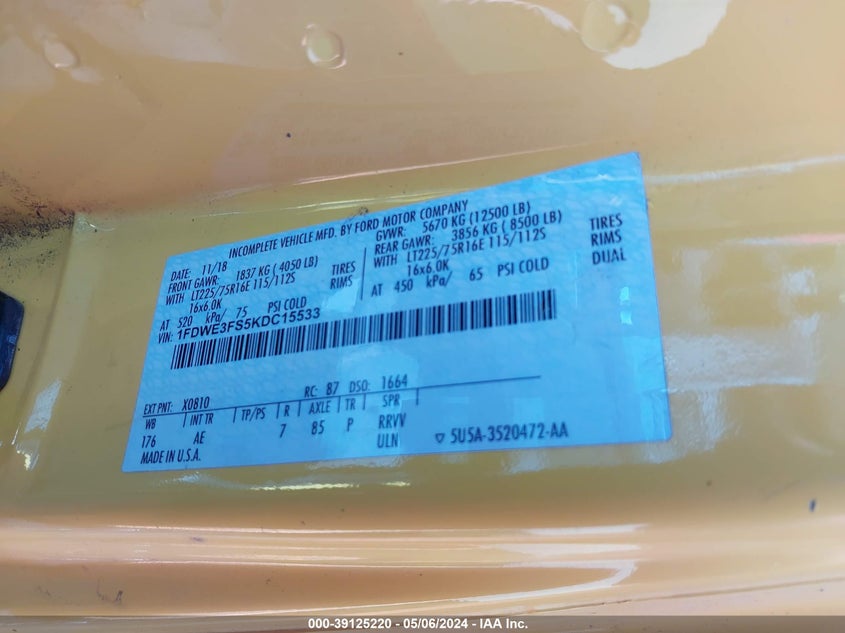 INCOMPLETE VEHICLE MFD. BY FORD MOTOR COMPANY
DATE: 11/18 GVWR: 5670 KG (12500 LB)
FRONT GAWR: 1837 KG (4050 LB) REAR GAWR: 3856 KG ( 8500 LB)
WITH LT225/75R16E 115/112S TIRES WITH LT225/75R16E 115/112S TIRES
16x6.0K RIMS 16x6.0K RIMS
AT 520 kPa/ 75 PSI COLD AT 450 kPa/ 65 PSI COLD DUAL
VIN: 1FDWE3FS5KDC15533
EXT PNT: X0810 RC: 87 DSO: 1664
WB INT TR TP/PS R AXLE TR SPR
176 AE 7 85 P RRVV
MADE IN U.S.A. ULN 5U5A-3520472-AA
000-39125220 - 05/06/2024 - IAA Inc.